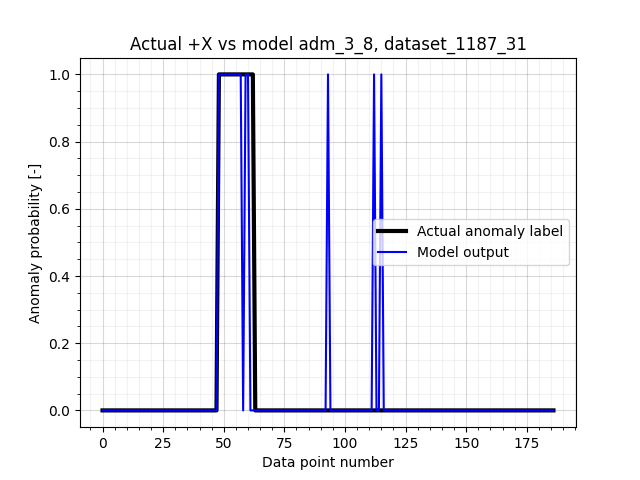 Actual +X vs model adm_3_8, dataset_1187_31
1.0
0.8
0.6
0.4
0.2
0.0
Anomaly probability [-]
Actual anomaly label
Model output
0 25 50 75 100 125 150 175
Data point number